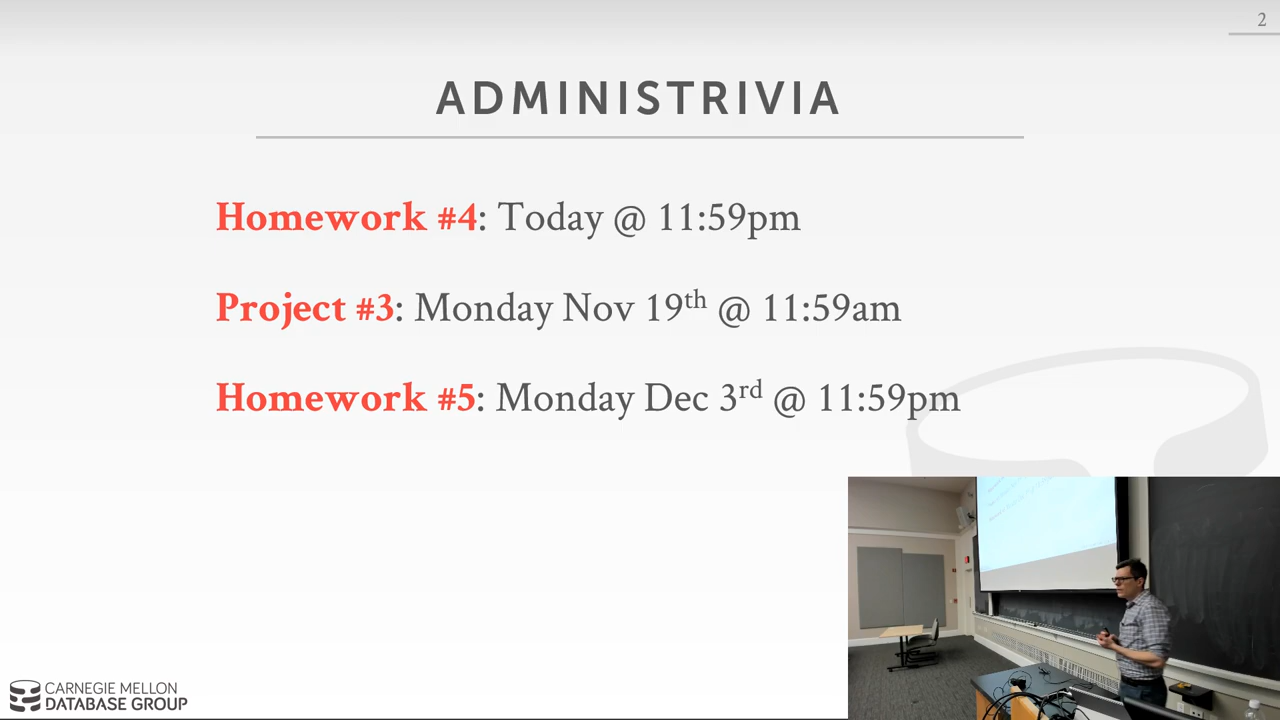 2
ADMINISTRIVIA
Homework #4: Today @ 11:59pm
Project #3: Monday Nov 19th @ 11:59am
Homework #5: Monday Dec 3rd @ 11:59pm
CARNEGIE MELLON
DATABASE GROUP